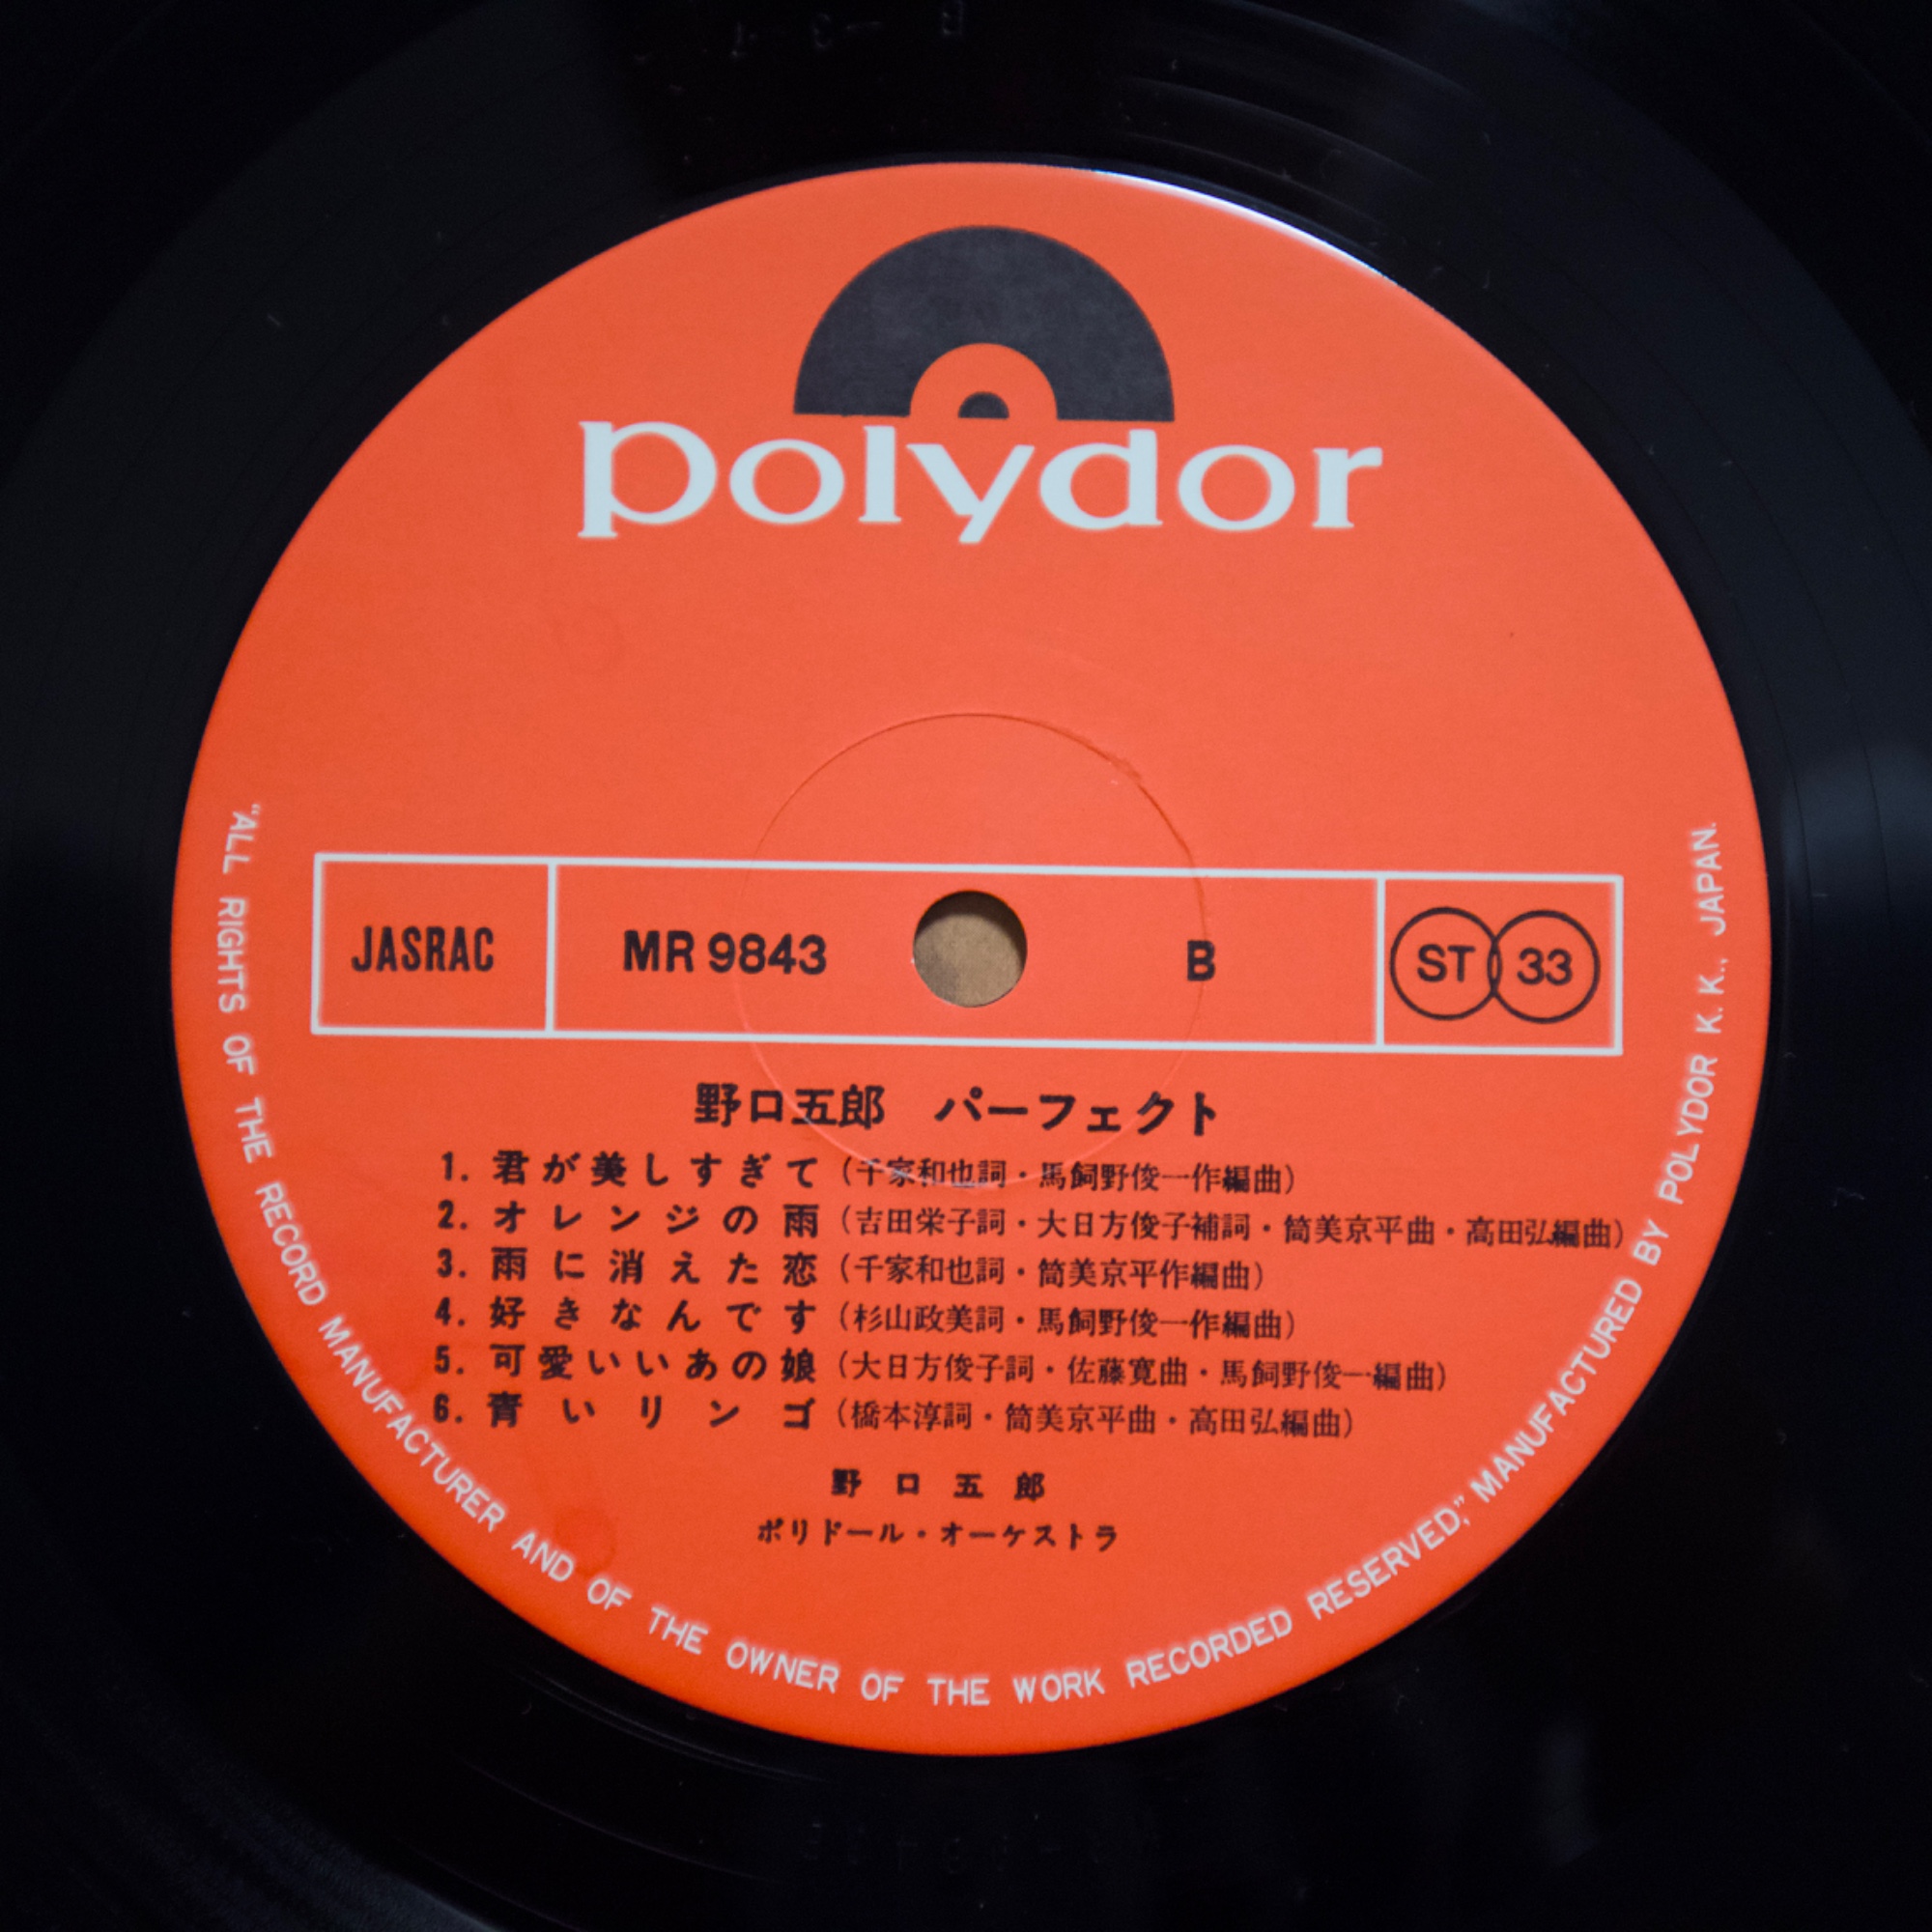 polydor
JASRAC MR 9843 B ST 33
野口五郎 パーフェクト
1. 君が美しすぎて (千家和也詞・馬飼野俊一作編曲)
2. オレンジの雨 (吉田栄子詞・大日方俊子補詞・筒美京平曲・高田弘編曲)
3. 雨に消えた恋 (千家和也詞・筒美京平作編曲)
4. 好きなんです (杉山政美詞・馬飼野俊一作編曲)
5. 可愛いいあの娘 (大日方俊子詞・佐藤寛曲・馬飼野俊一編曲)
6. 青いリンゴ (橋本淳詞・筒美京平曲・高田弘編曲)
野口五郎
ポリドール・オーケストラ
"ALL RIGHTS OF THE RECORD MANUFACTURER AND OF THE OWNER OF THE WORK RECORDED RESERVED," MANUFACTURED BY POLYDOR K. K., JAPAN.